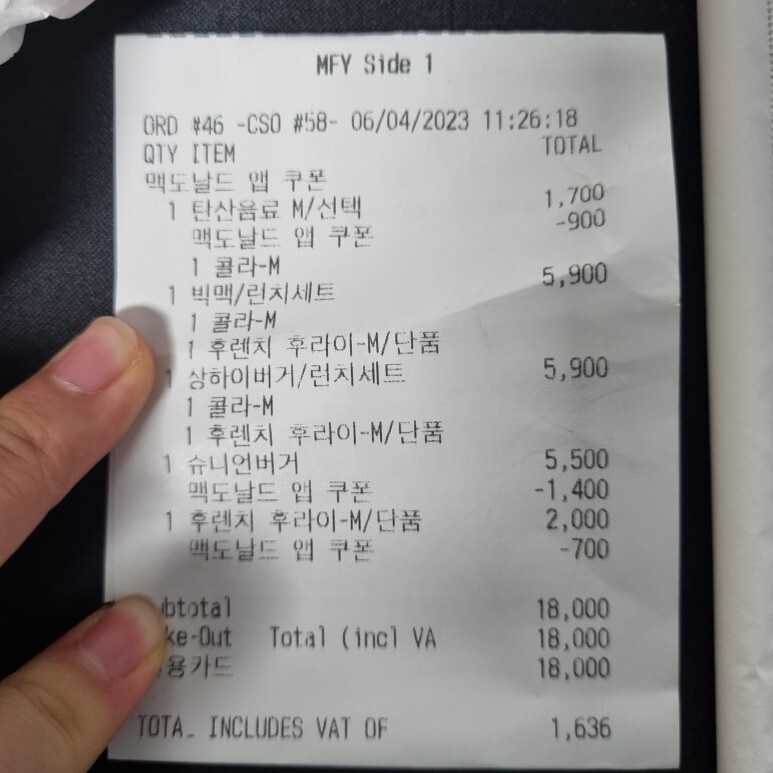 MFY Side 1
ORD #46 -CSO #58- 06/04/2023 11:26:18
QTY ITEM TOTAL
맥도날드 앱 쿠폰
1 탄산음료 M/선택 1,700
맥도날드 앱 쿠폰 -900
1 콜라-M
1 빅맥/런치세트 5,900
1 콜라-M
1 후렌치 후라이-M/단품
1 상하이버거/런치세트 5,900
1 콜라-M
1 후렌치 후라이-M/단품
1 슈니언버거 5,500
맥도날드 앱 쿠폰 -1,400
1 후렌치 후라이-M/단품 2,000
맥도날드 앱 쿠폰 -700
btotal 18,000
ke-Out Total (incl VA 18,000
용카드 18,000
TOTAL INCLUDES VAT OF 1,636